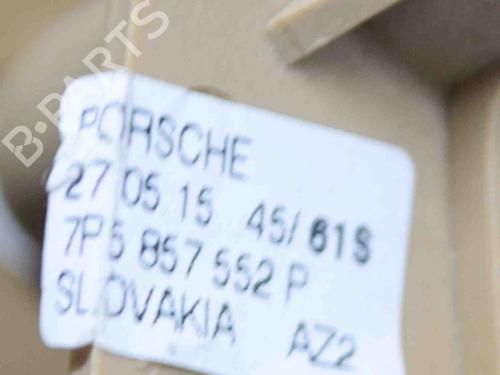 B-PARTS
PORSCHE
27 05 15 45/ 61S
7P5 857 552 P
SLOVAKIA AZ2